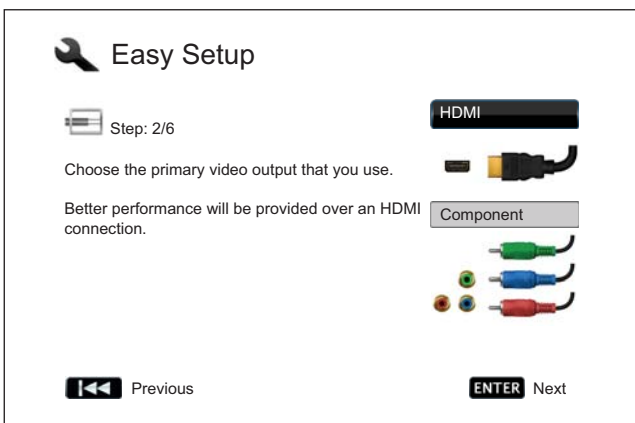 Easy Setup
Step: 2/6
Choose the primary video output that you use.
Better performance will be provided over an HDMI
connection.
HDMI
Component
Previous
ENTER Next